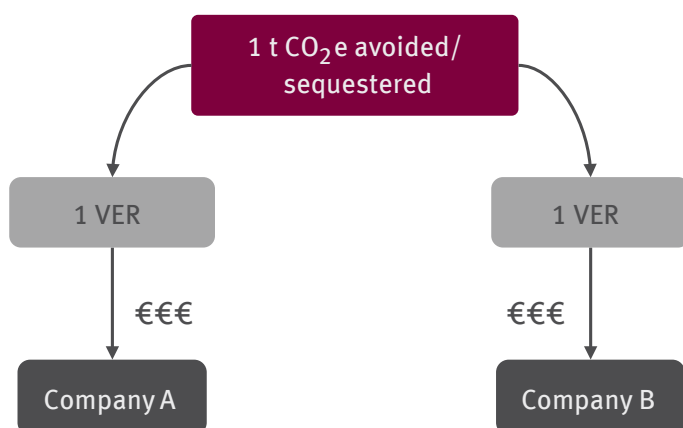 1 t CO₂e avoided/
sequestered
1 VER
1 VER
€€€
€€€
Company A
Company B